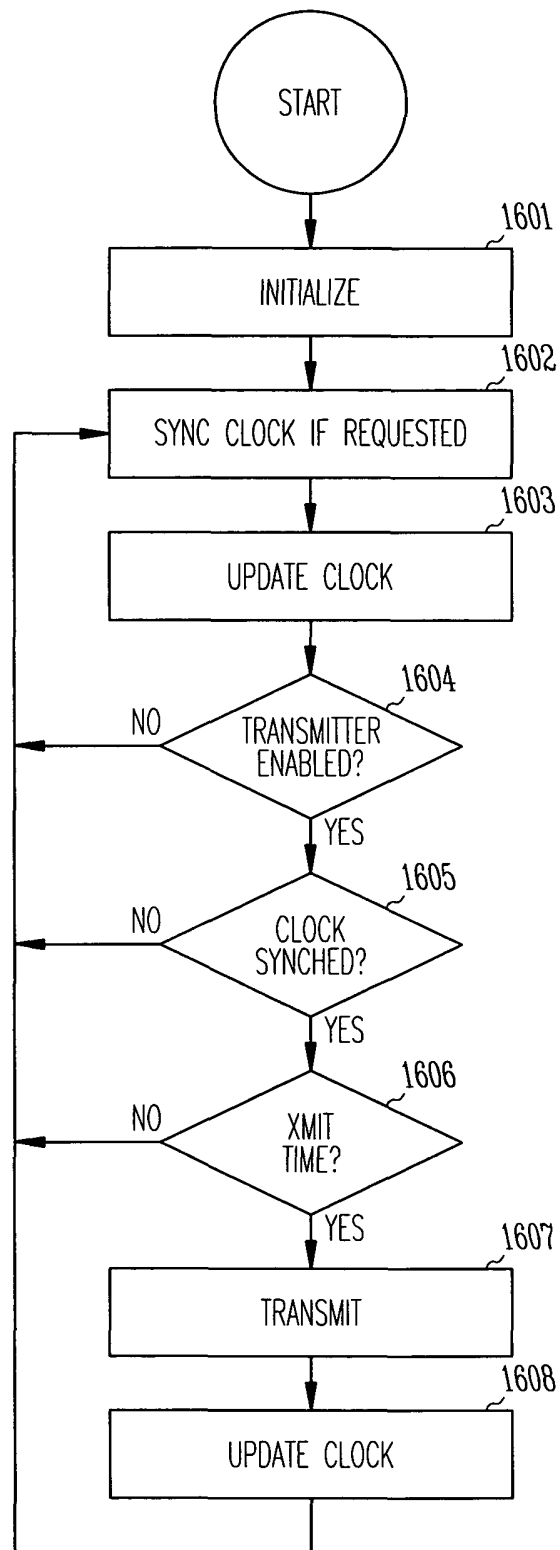 START
1601
INITIALIZE
1602
SYNC CLOCK IF REQUESTED
1603
UPDATE CLOCK
1604
NO
TRANSMITTER
ENABLED?
YES
1605
NO
CLOCK
SYNCHED?
YES
1606
NO
XMIT
TIME?
YES
1607
TRANSMIT
1608
UPDATE CLOCK